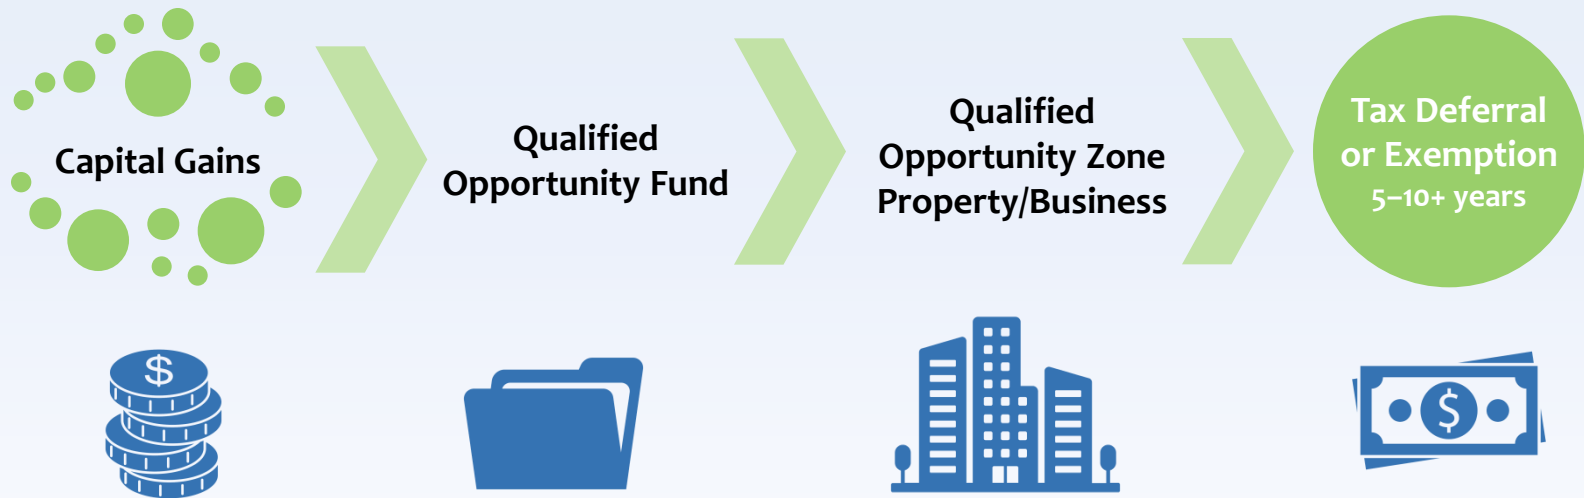 Capital Gains
Qualified
Opportunity Fund
Qualified
Opportunity Zone
Property/Business
Tax Deferral
or Exemption
5–10+ years
$
$